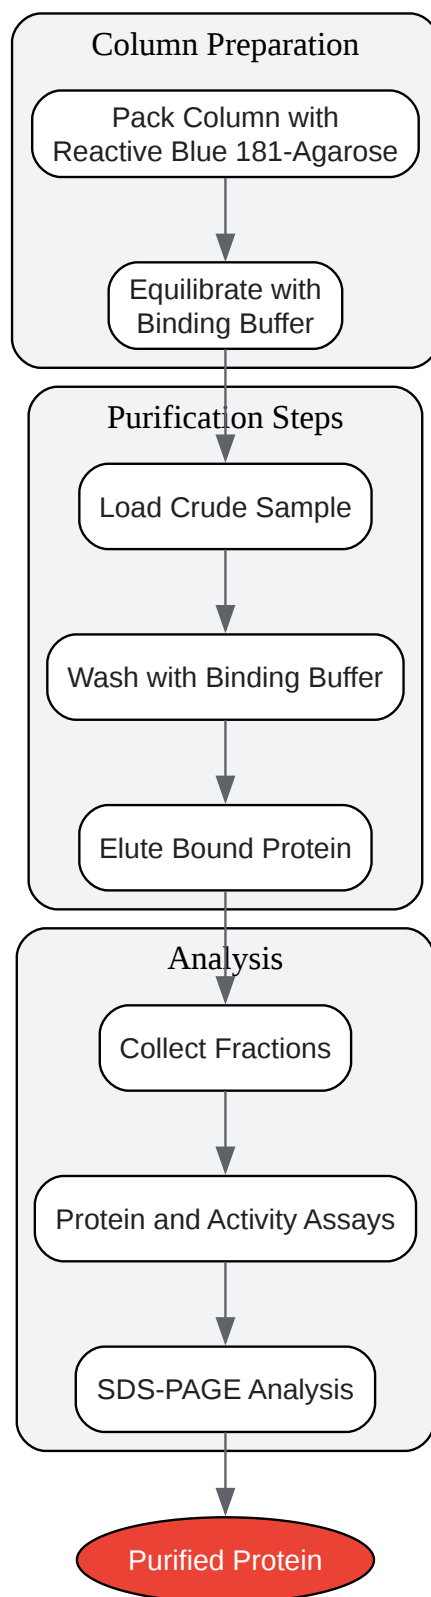 Column Preparation
Pack Column with
Reactive Blue 181-Agarose
Equilibrate with
Binding Buffer
Purification Steps
Load Crude Sample
Wash with Binding Buffer
Elute Bound Protein
Analysis
Collect Fractions
Protein and Activity Assays
SDS-PAGE Analysis
Purified Protein